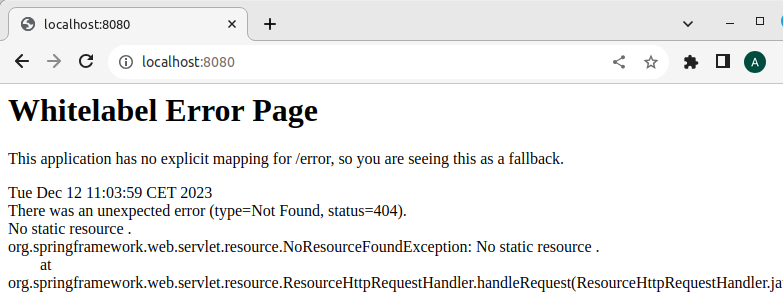 localhost:8080
localhost:8080
A
Whitelabel Error Page
This application has no explicit mapping for /error, so you are seeing this as a fallback.
Tue Dec 12 11:03:59 CET 2023
There was an unexpected error (type=Not Found, status=404).
No static resource .
org.springframework.web.servlet.resource.NoResourceFoundException: No static resource .
at
org.springframework.web.servlet.resource.ResourceHttpRequestHandler.handleRequest(ResourceHttpRequestHandler.ja